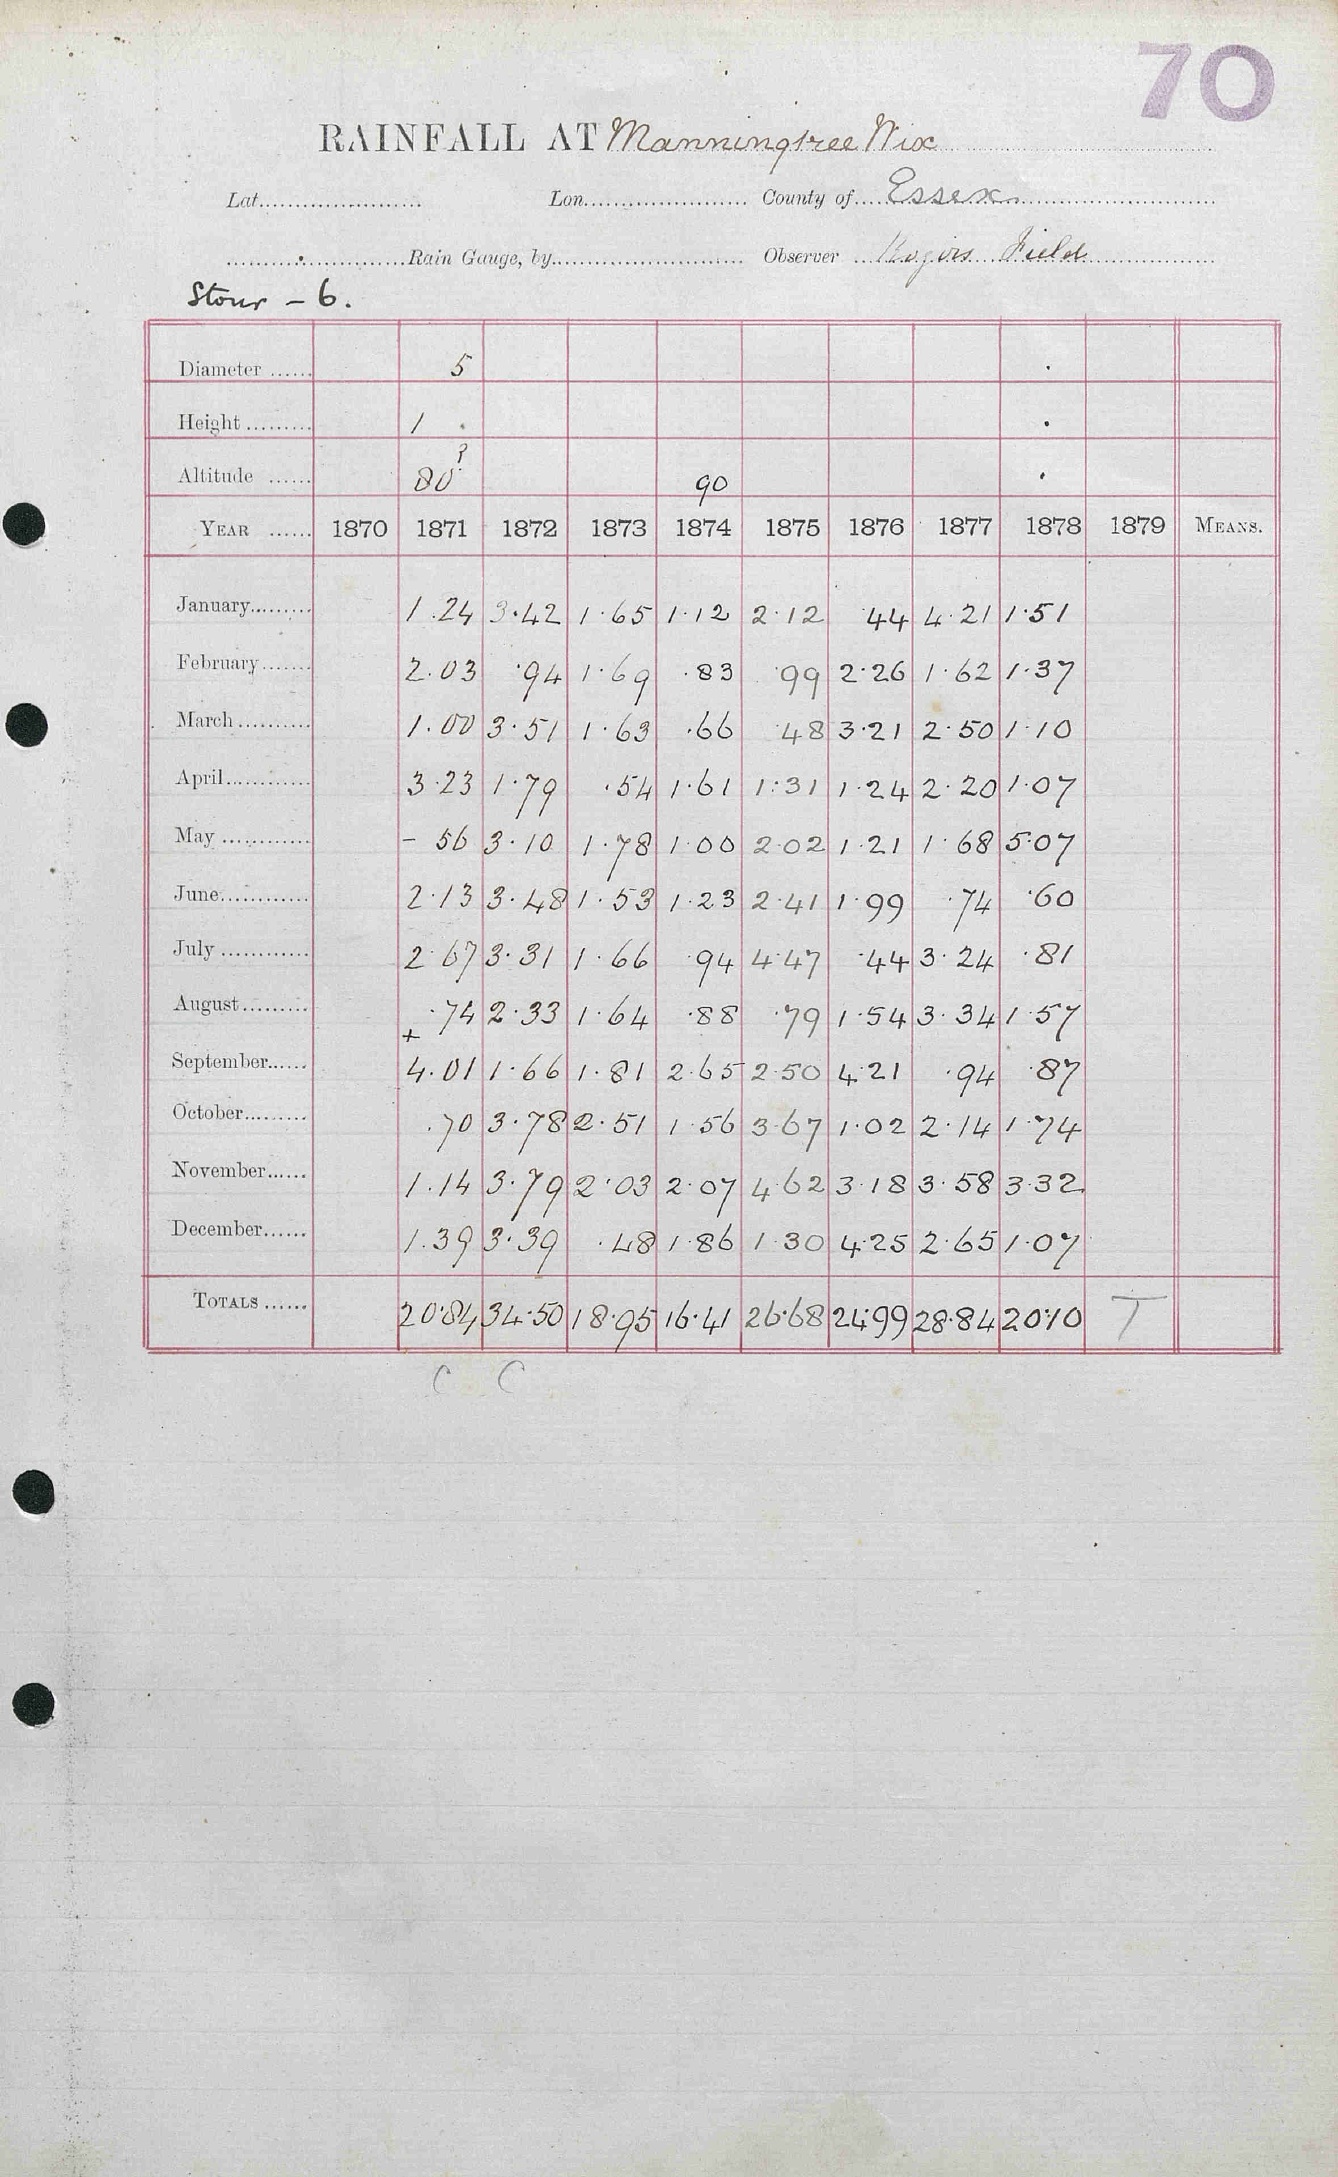 70
RAINFALL AT Manningtree Wix
Lat. Lon. County of Essex
Rain Gauge, by Observer Rogers Field
Stour - 6.
Diameter 5
Height 1
Altitude 80? 90
YEAR 1870 1871 1872 1873 1874 1875 1876 1877 1878 1879 MEANS.
January 1.24 3.42 1.65 1.12 2.12 44 4.21 1.51
February 2.03 .94 1.69 .83 .99 2.26 1.62 1.37
March 1.00 3.51 1.63 .66 48 3.21 2.50 1.10
April 3.23 1.79 .54 1.61 1.31 1.24 2.20 1.07
May - 56 3.10 1.78 1.00 2.02 1.21 1.68 5.07
June 2.13 3.48 1.53 1.23 2.41 1.99 .74 .60
July 2.67 3.31 1.66 .94 4.47 .44 3.24 .81
August + .74 2.33 1.64 .88 .79 1.54 3.34 1.57
September 4.01 1.66 1.81 2.65 2.50 4.21 .94 .87
October .70 3.78 2.51 1.56 3.67 1.02 2.14 1.74
November 1.14 3.79 2.03 2.07 4.62 3.18 3.58 3.32
December 1.39 3.39 .48 1.86 1.30 4.25 2.65 1.07
TOTALS 20.84 34.50 18.95 16.41 26.68 24.99 28.84 20.10 T
C C